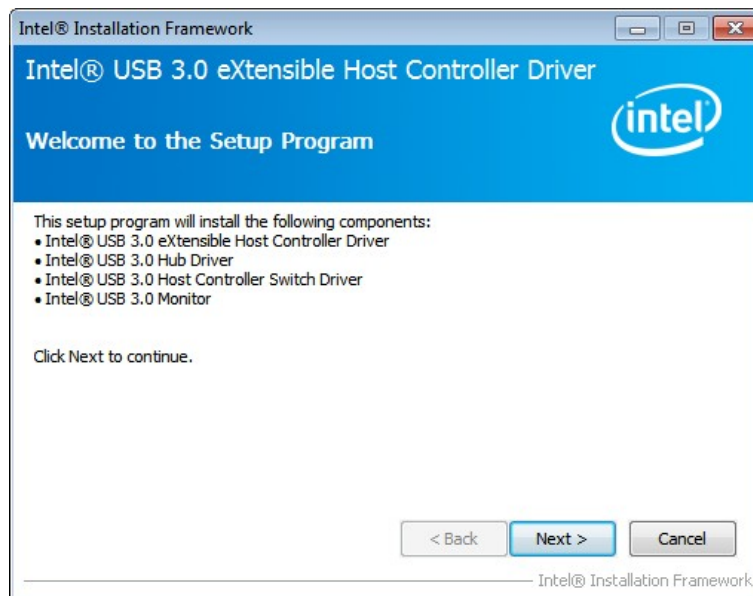 Intel® Installation Framework
Intel® USB 3.0 eXtensible Host Controller Driver
intel®
Welcome to the Setup Program
This setup program will install the following components:
• Intel® USB 3.0 eXtensible Host Controller Driver
• Intel® USB 3.0 Hub Driver
• Intel® USB 3.0 Host Controller Switch Driver
• Intel® USB 3.0 Monitor
Click Next to continue.
< Back Next > Cancel
Intel® Installation Framework